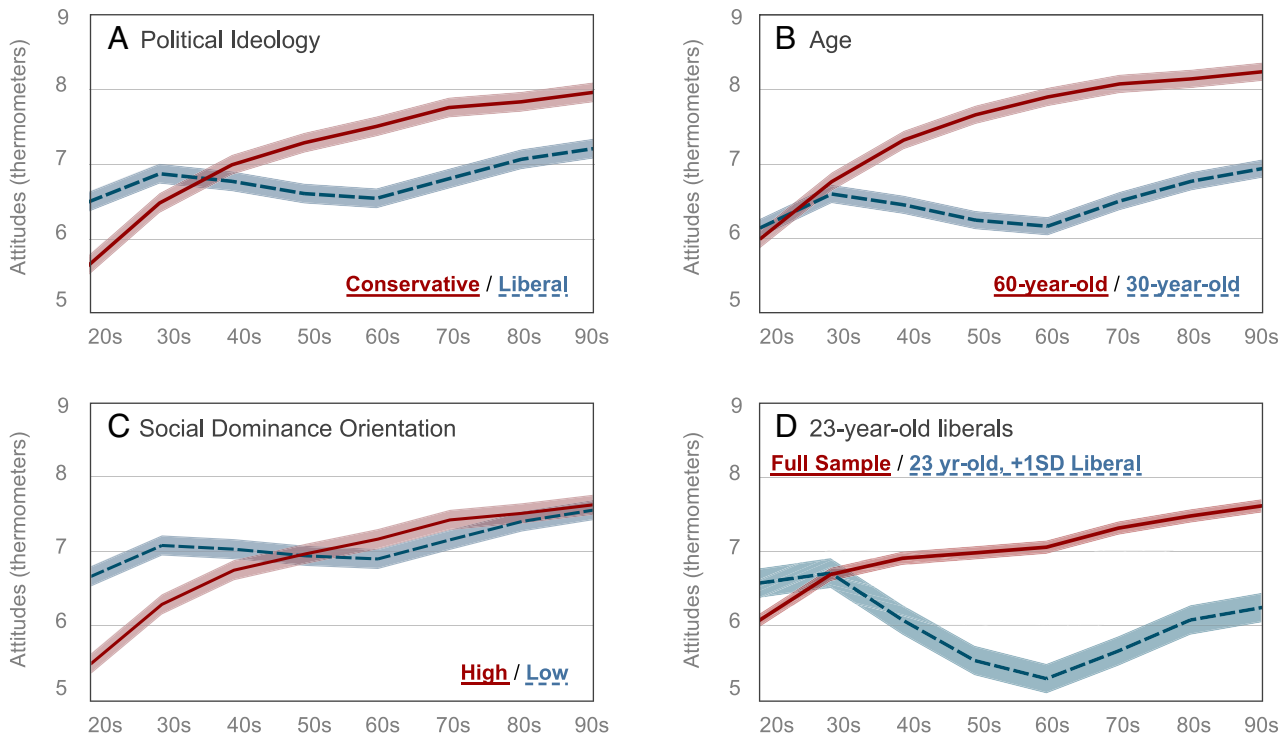 A Political Ideology
Attitudes (thermometers)
9
8
7
6
5
Conservative / Liberal
20s 30s 40s 50s 60s 70s 80s 90s
B Age
Attitudes (thermometers)
9
8
7
6
5
60-year-old / 30-year-old
20s 30s 40s 50s 60s 70s 80s 90s
C Social Dominance Orientation
Attitudes (thermometers)
9
8
7
6
5
High / Low
20s 30s 40s 50s 60s 70s 80s 90s
D 23-year-old liberals
Full Sample / 23 yr-old, +1SD Liberal
Attitudes (thermometers)
9
8
7
6
5
20s 30s 40s 50s 60s 70s 80s 90s